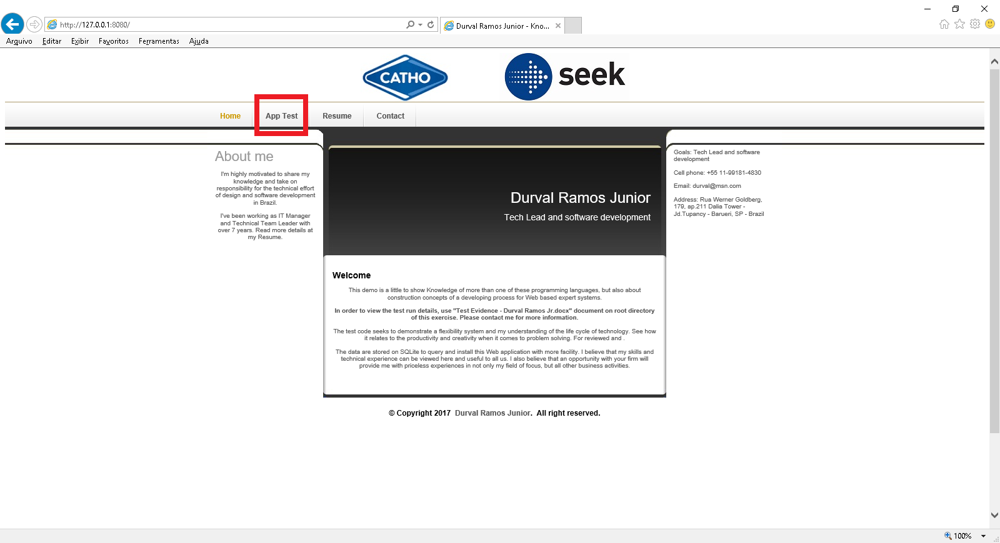 http://127.0.0.1:8080/
Durval Ramos Junior - Kno...
Arquivo Editar Exibir Favoritos Ferramentas Ajuda
CATHO
seek
Home App Test Resume Contact
About me
I'm highly motivated to share my
knowledge and take on
responsibility for the technical effort
of design and software development
in Brazil.
I've been working as IT Manager
and Technical Team Leader with
over 7 years. Read more details at
my Resume.
Durval Ramos Junior
Tech Lead and software development
Welcome
This demo is a little to show Knowledge of more than one of these programming languages, but also about
construction concepts of a developing process for Web based expert systems.
In order to view the test run details, use "Test Evidence - Durval Ramos Jr.docx" document on root directory
of this exercise. Please contact me for more information.
The test code seeks to demonstrate a flexibility system and my understanding of the life cycle of technology. See how
it relates to the productivity and creativity when it comes to problem solving. For reviewed and .
The data are stored on SQLite to query and install this Web application with more facility. I believe that my skills and
technical experience can be viewed here and useful to all us. I also believe that an opportunity with your firm will
provide me with priceless experiences in not only my field of focus, but all other business activities.
Goals: Tech Lead and software
development
Cell phone: +55 11-99181-4830
Email: durval@msn.com
Address: Rua Werner Goldberg,
179, ap.211 Dalia Tower -
Jd.Tupancy - Barueri, SP - Brazil
© Copyright 2017 Durval Ramos Junior. All right reserved.
100%